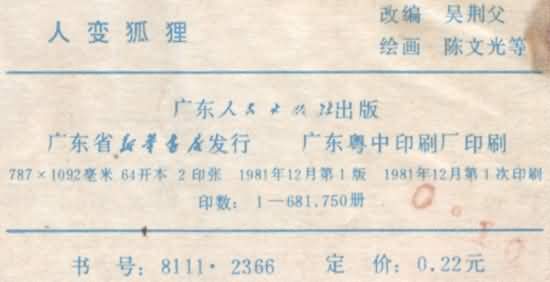 人变狐狸
改编 吴荆父
绘画 陈文光等
广东人民出版社出版
广东省新华书店发行 广东粤中印刷厂印刷
787×1092毫米 64开本 2印张 1981年12月第1版 1981年12月第1次印刷
印数：1—681,750册
书 号：8111·2366 定 价：0.22元